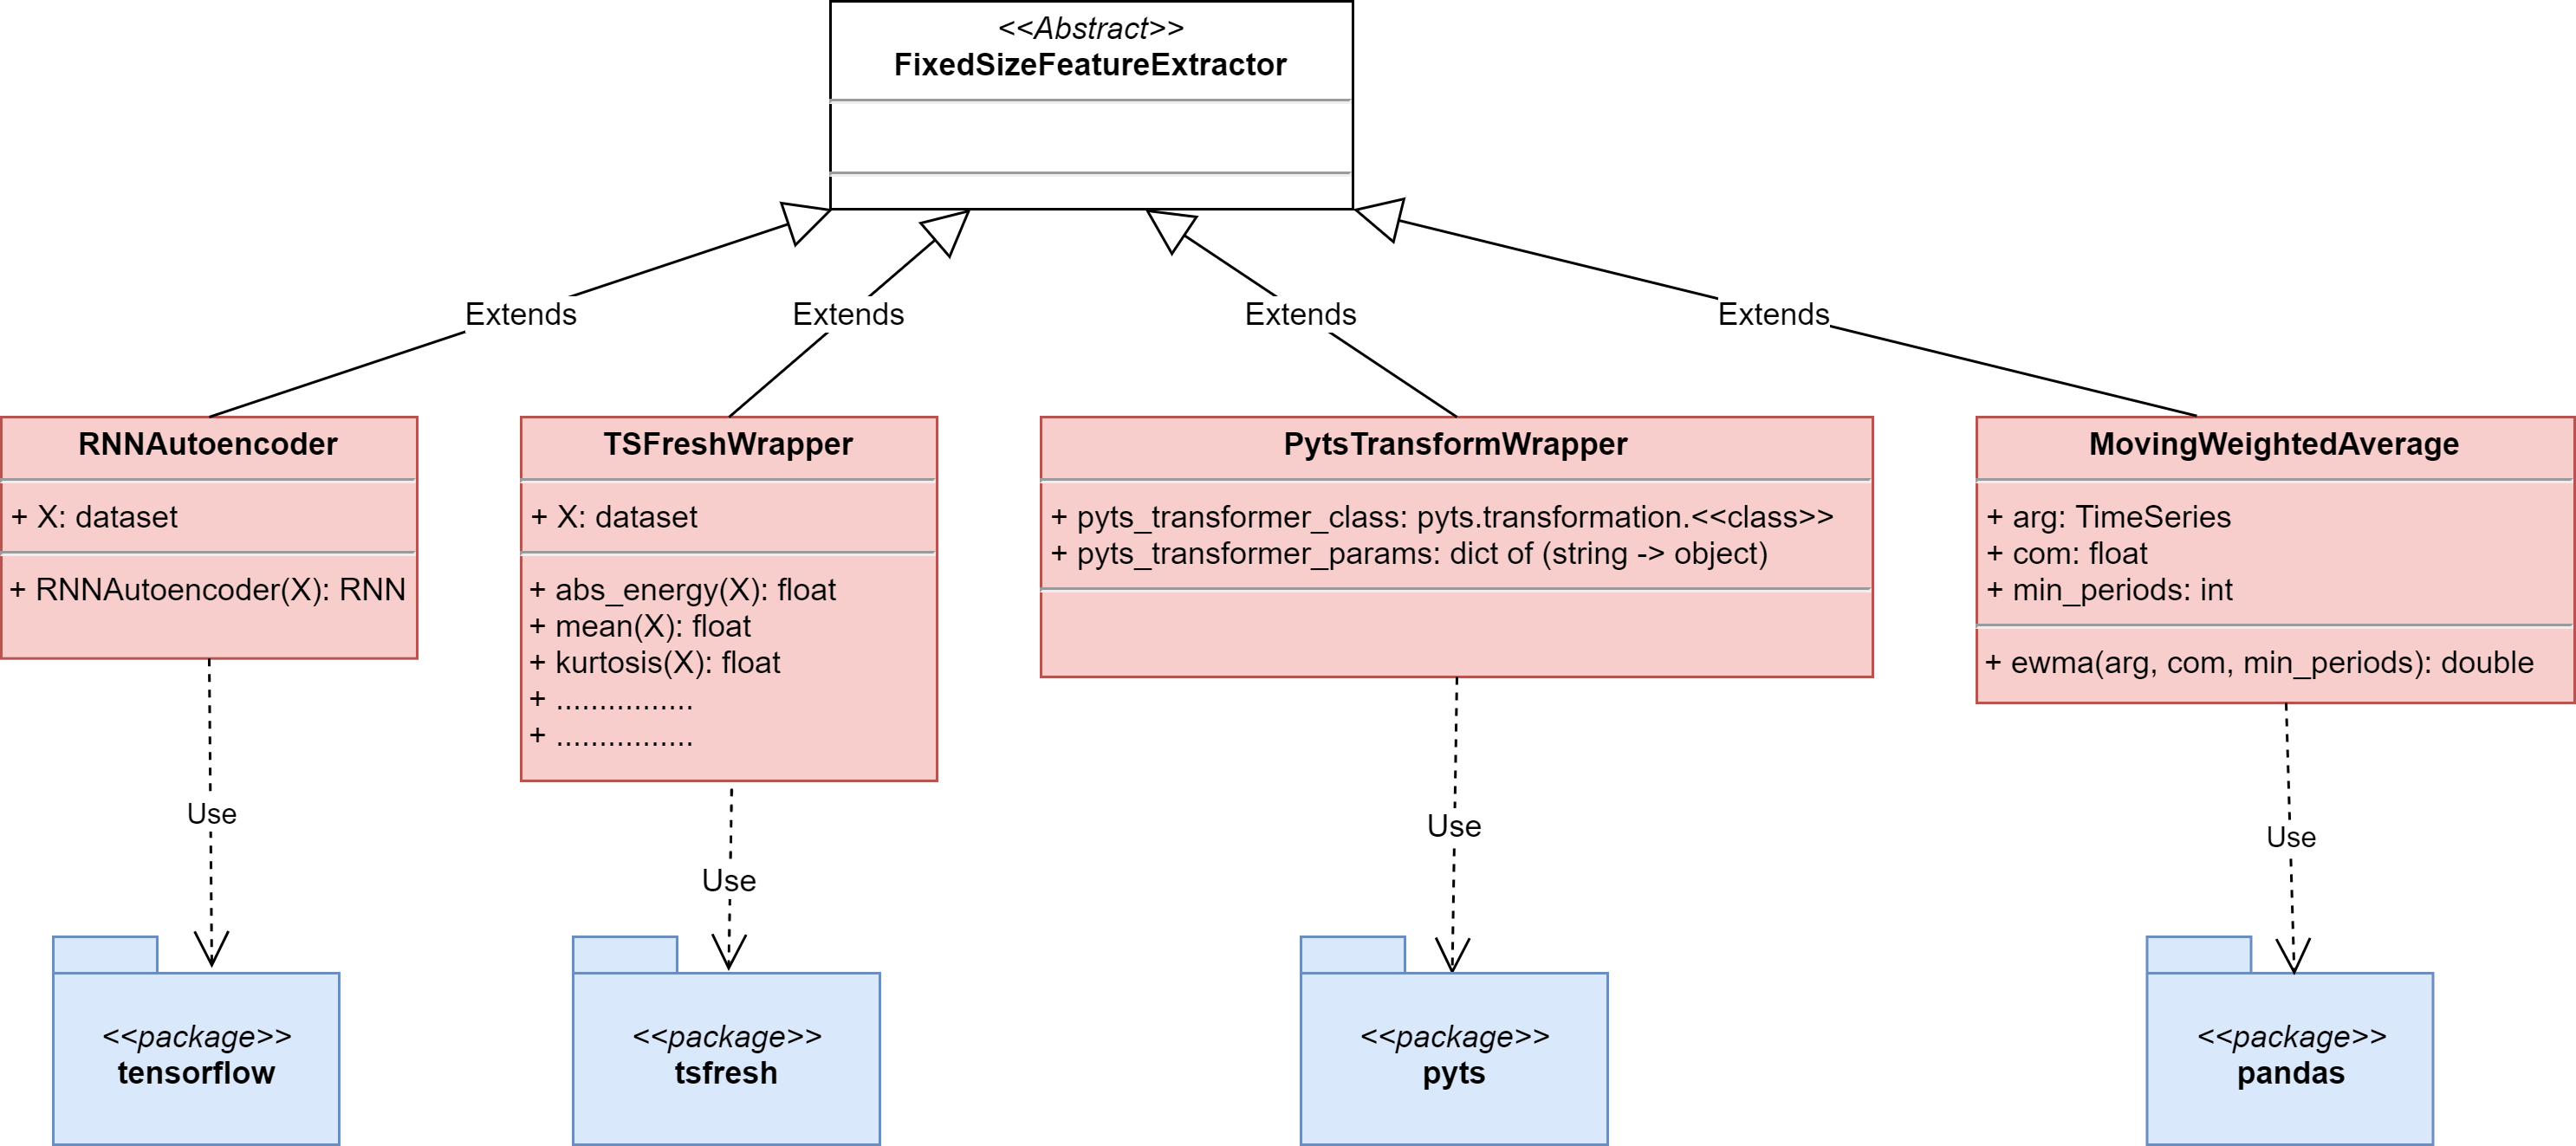 <<Abstract>>
FixedSizeFeatureExtractor
Extends
Extends
Extends
Extends
RNNAutoencoder
+ X: dataset
+ RNNAutoencoder(X): RNN
TSFreshWrapper
+ X: dataset
+ abs_energy(X): float
+ mean(X): float
+ kurtosis(X): float
+ ................
+ ................
PytsTransformWrapper
+ pyts_transformer_class: pyts.transformation.<<class>>
+ pyts_transformer_params: dict of (string -> object)
MovingWeightedAverage
+ arg: TimeSeries
+ com: float
+ min_periods: int
+ ewma(arg, com, min_periods): double
Use
Use
Use
Use
<<package>>
tensorflow
<<package>>
tsfresh
<<package>>
pyts
<<package>>
pandas